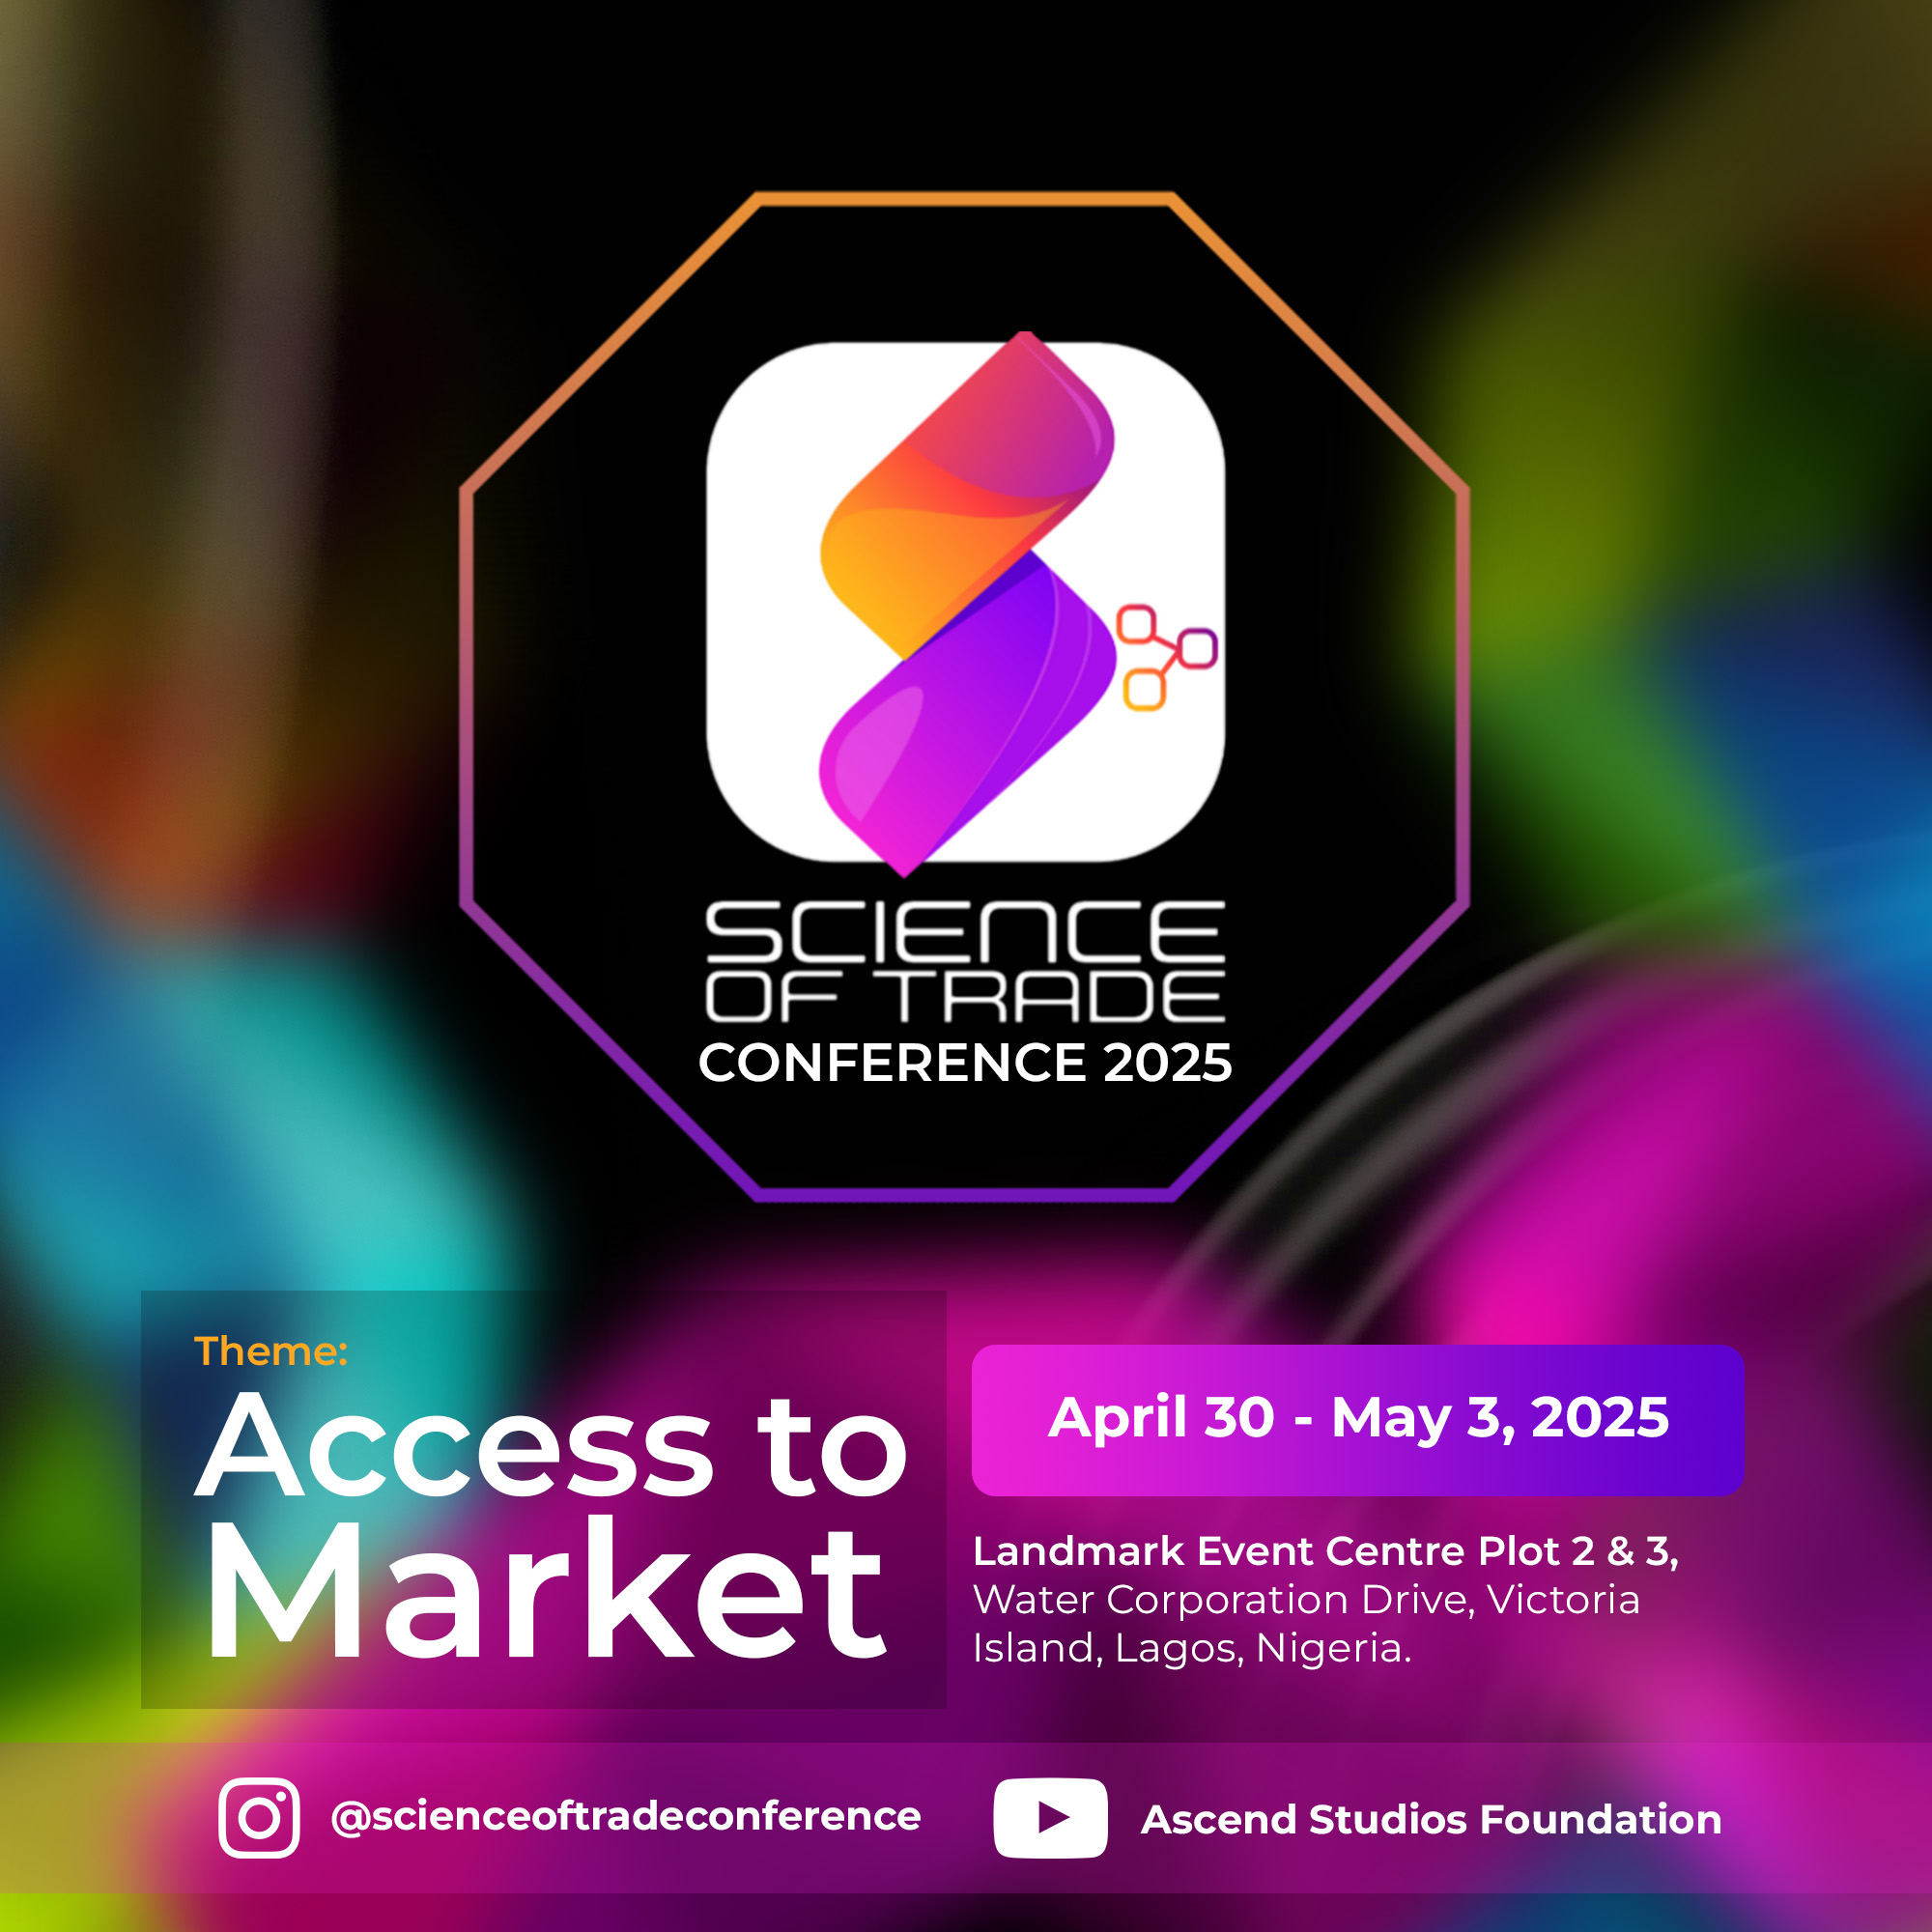 SCIENCE
OF TRADE
CONFERENCE 2025
Theme:
Access to
Market
April 30 - May 3, 2025
Landmark Event Centre Plot 2 & 3,
Water Corporation Drive, Victoria
Island, Lagos, Nigeria.
@scienceoftradeconference
Ascend Studios Foundation